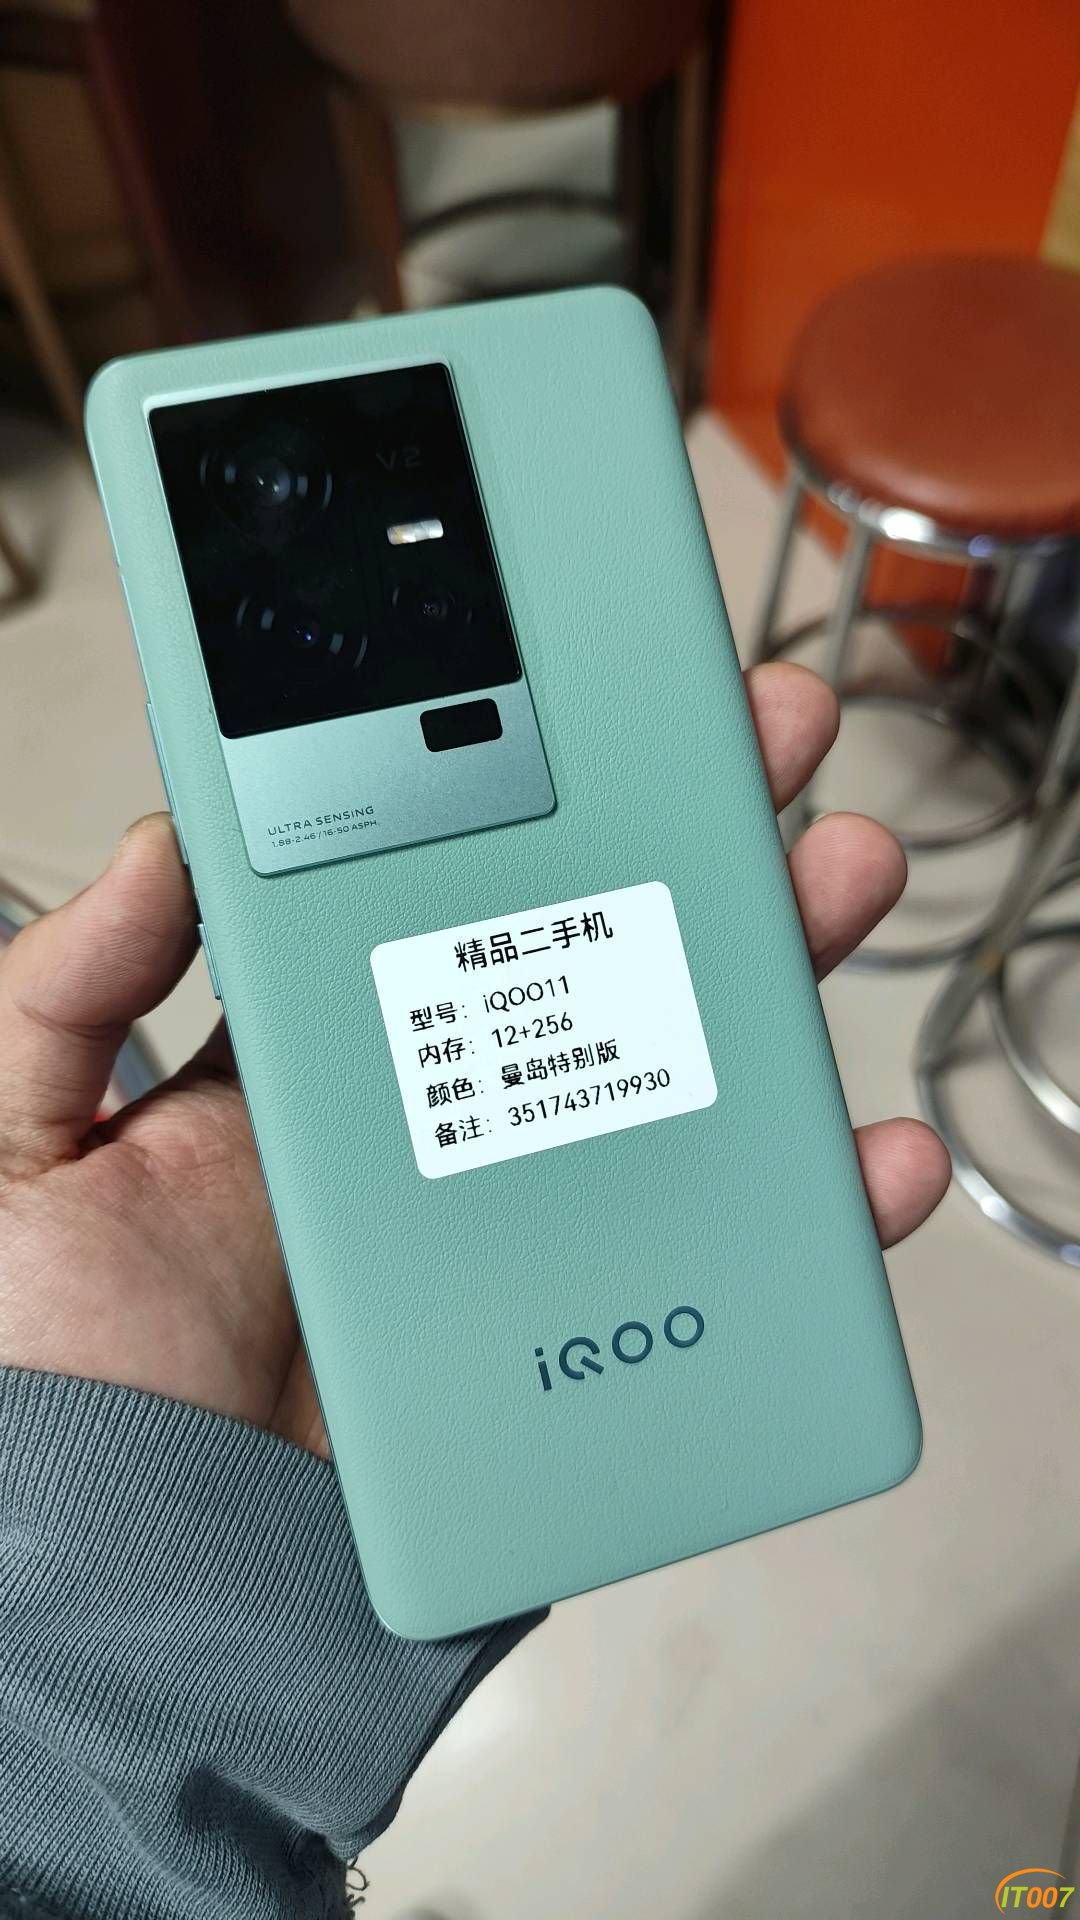 V2
ULTRA SENSING
1.88-2.46/16-50 ASPH.
精品二手机
型号：iQOO11
内存：12+256
颜色：曼岛特别版
备注：351743719930
iQOO
IT007